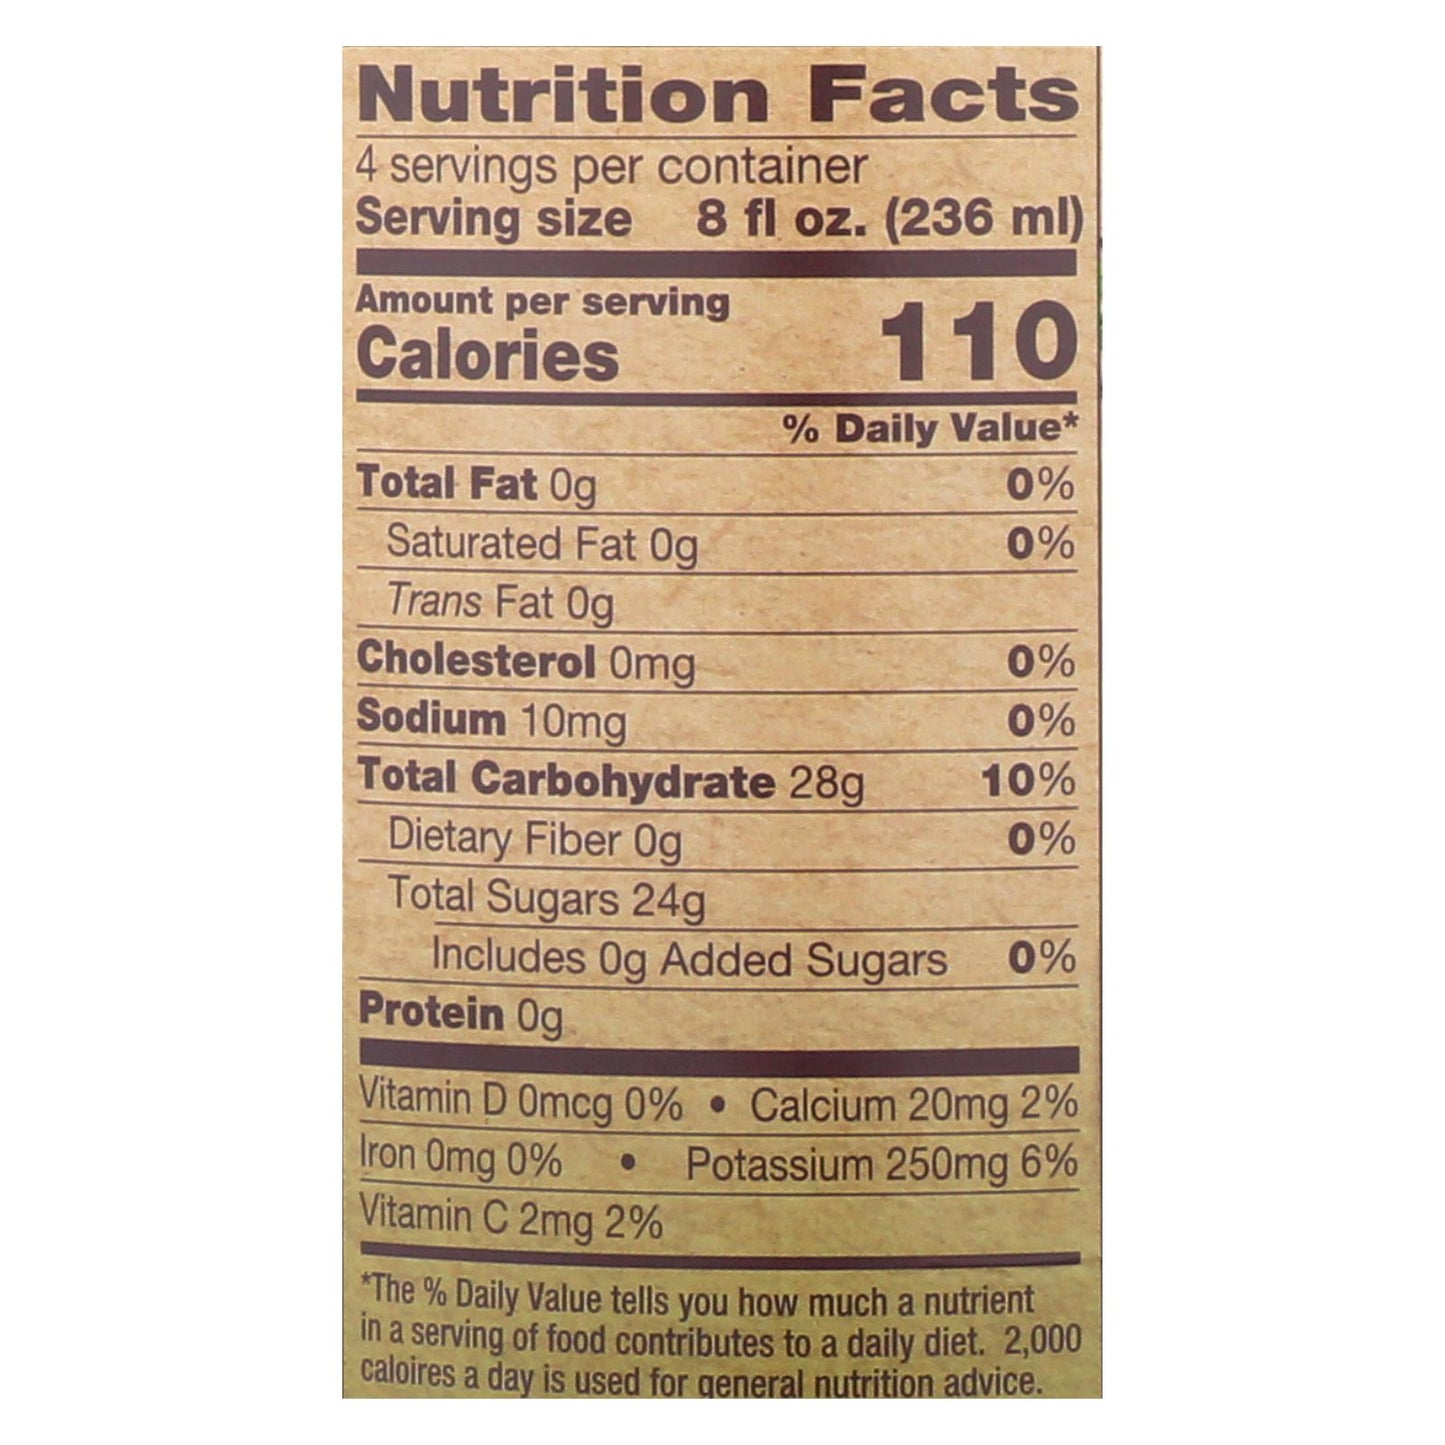 Nutrition Facts
4 servings per container
Serving size 8 fl oz. (236 ml)
Amount per serving
Calories 110
% Daily Value*
Total Fat 0g 0%
Saturated Fat 0g 0%
Trans Fat 0g
Cholesterol 0mg 0%
Sodium 10mg 0%
Total Carbohydrate 28g 10%
Dietary Fiber 0g 0%
Total Sugars 24g
Includes 0g Added Sugars 0%
Protein 0g
Vitamin D 0mcg 0% • Calcium 20mg 2%
Iron 0mg 0% • Potassium 250mg 6%
Vitamin C 2mg 2%
*The % Daily Value tells you how much a nutrient
in a serving of food contributes to a daily diet. 2,000
caloires a day is used for general nutrition advice.